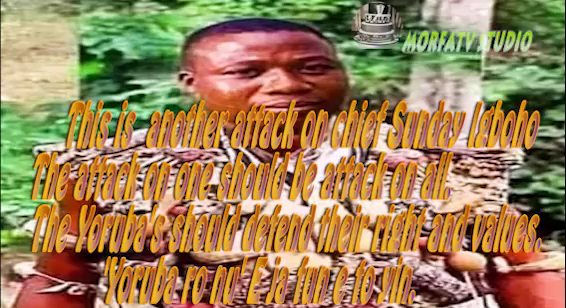 MORFATV STUDIO
This is another attack on chief Sunday Igboho
The attack on one should be attack on all.
The Yoruba's should defend their right and values.
'Yoruba ro nu' E ja fun e to yin.